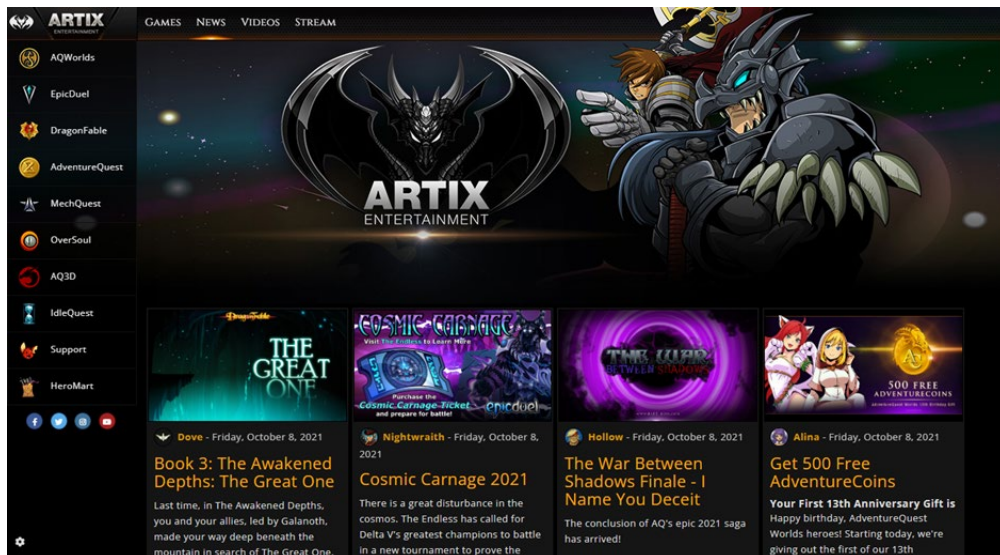 ARTIX
ENTERTAINMENT
GAMES NEWS VIDEOS STREAM
AQWorlds
EpicDuel
DragonFable
AdventureQuest
MechQuest
OverSoul
AQ3D
IdleQuest
Support
HeroMart
ARTIX
ENTERTAINMENT
DragonFable
THE
GREAT
ONE
Dove - Friday, October 8, 2021
Book 3: The Awakened
Depths: The Great One
Last time, in The Awakened Depths,
you and your allies, led by Galanoth,
made your way deep beneath the
mountain in search of The Great One.
COSMIC CARNAGE
Visit The Endless to Learn More
Purchase the
Cosmic Carnage Ticket
and prepare for battle!
epicduel
Nightwraith - Friday, October 8,
2021
Cosmic Carnage 2021
There is a great disturbance in the
cosmos. The Endless has called for
Delta V's greatest champions to battle
in a new tournament to prove the
THE WAR
BETWEEN SHADOWS
Hollow - Friday, October 8, 2021
The War Between
Shadows Finale - I
Name You Deceit
The conclusion of AQ's epic 2021 saga
has arrived!
500 FREE
ADVENTURECOINS
Alina - Friday, October 8, 2021
Get 500 Free
AdventureCoins
Your First 13th Anniversary Gift is
Happy birthday, AdventureQuest
Worlds heroes! Starting today, we're
giving out the first of our 13th